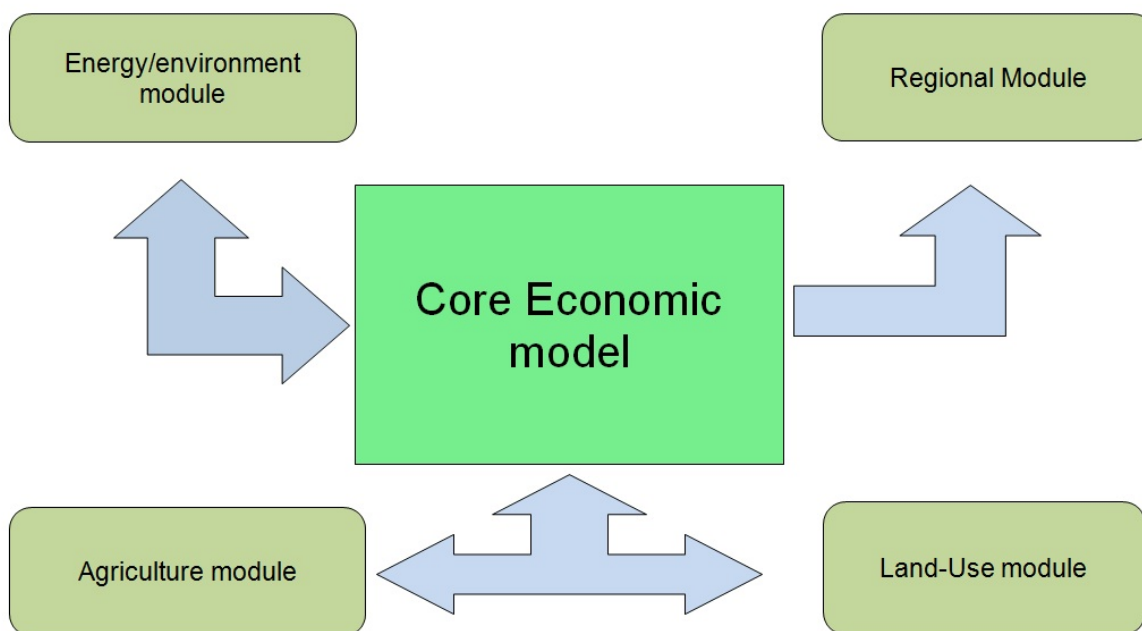 Energy/environment
module
Regional Module
Core Economic
model
Agriculture module
Land-Use module